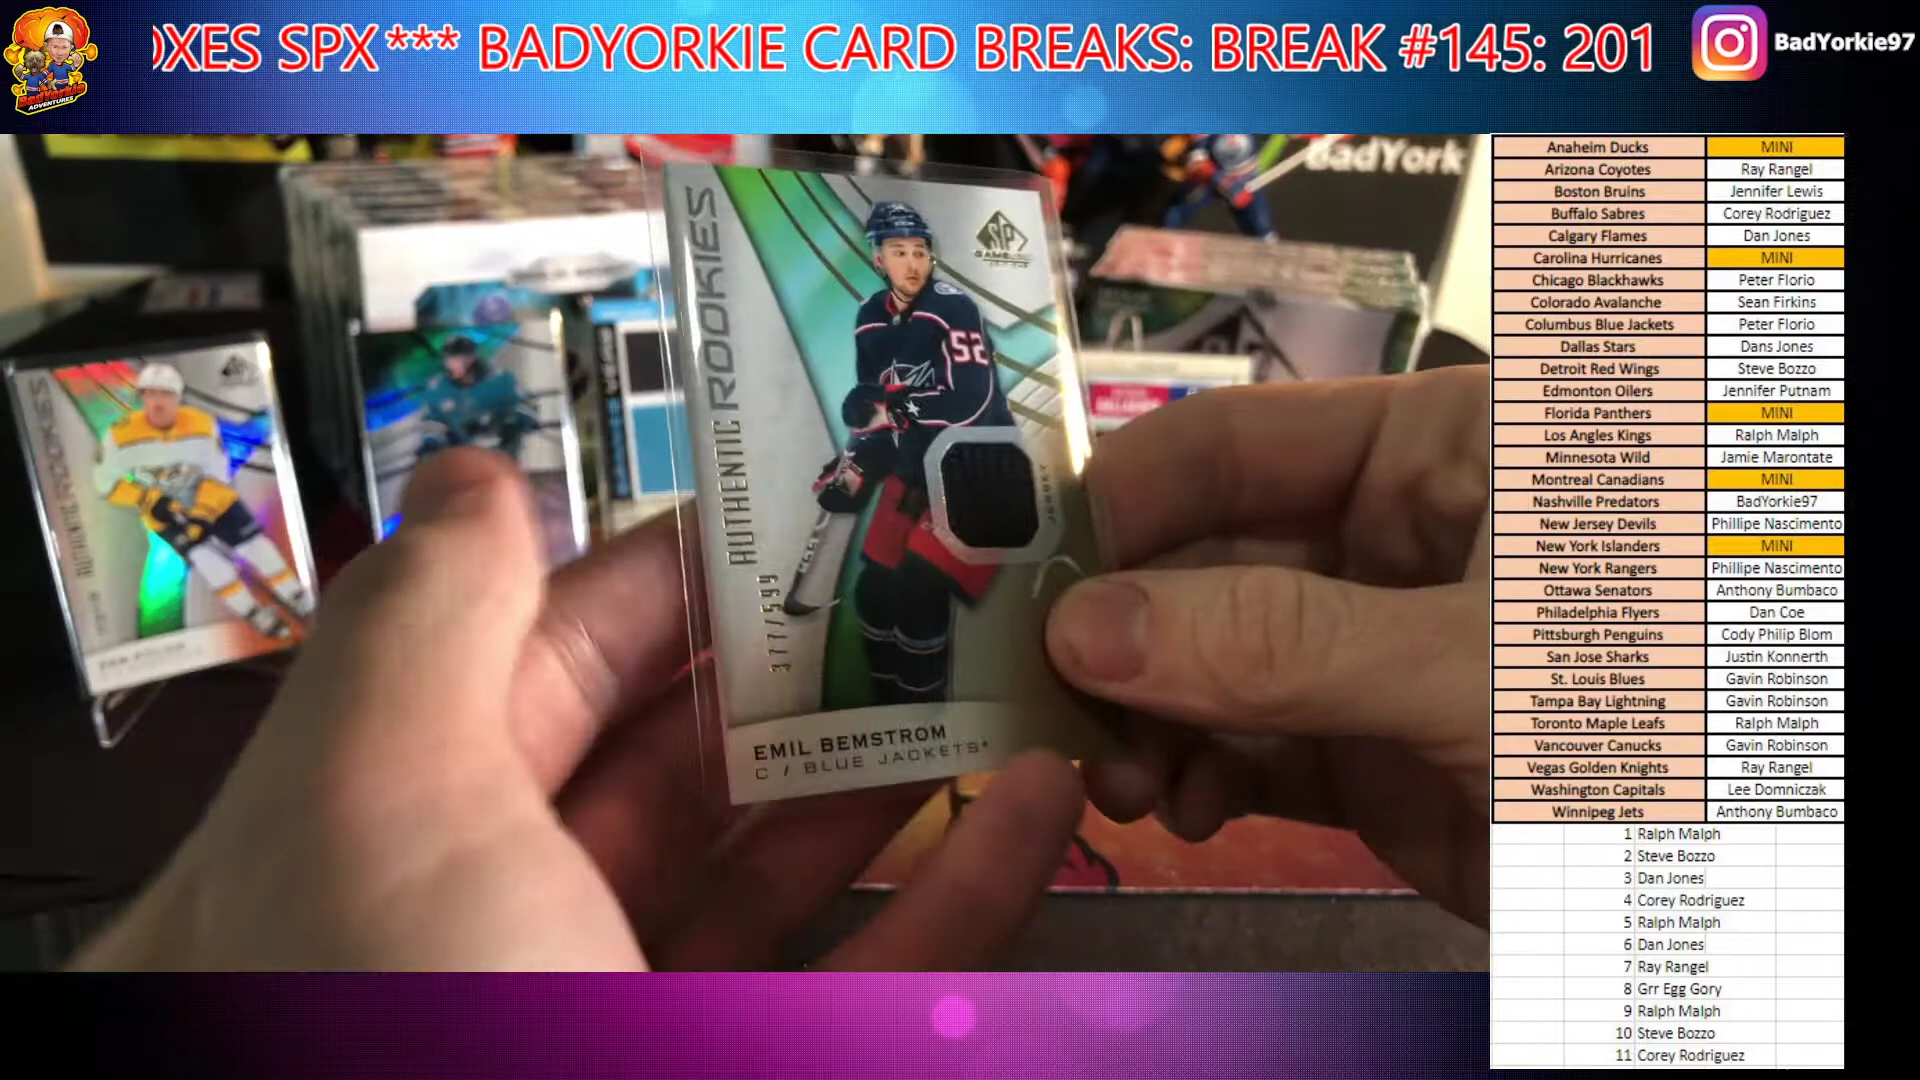 OXES SPX*** BADYORKIE CARD BREAKS: BREAK #145: 201
BadYorkie97
BadYorkie
ADVENTURES
BadYork
AUTHENTIC ROOKIES
SP
52
JERSEY
377/599
EMIL BEMSTROM
C / BLUE JACKETS
Anaheim Ducks MINI
Arizona Coyotes Ray Rangel
Boston Bruins Jennifer Lewis
Buffalo Sabres Corey Rodriguez
Calgary Flames Dan Jones
Carolina Hurricanes MINI
Chicago Blackhawks Peter Florio
Colorado Avalanche Sean Firkins
Columbus Blue Jackets Peter Florio
Dallas Stars Dans Jones
Detroit Red Wings Steve Bozzo
Edmonton Oilers Jennifer Putnam
Florida Panthers MINI
Los Angles Kings Ralph Malph
Minnesota Wild Jamie Marontate
Montreal Canadians MINI
Nashville Predators BadYorkie97
New Jersey Devils Phillipe Nascimento
New York Islanders MINI
New York Rangers Phillipe Nascimento
Ottawa Senators Anthony Bumbaco
Philadelphia Flyers Dan Coe
Pittsburgh Penguins Cody Philip Blom
San Jose Sharks Justin Konnerth
St. Louis Blues Gavin Robinson
Tampa Bay Lightning Gavin Robinson
Toronto Maple Leafs Ralph Malph
Vancouver Canucks Gavin Robinson
Vegas Golden Knights Ray Rangel
Washington Capitals Lee Domniczak
Winnipeg Jets Anthony Bumbaco
1 Ralph Malph
2 Steve Bozzo
3 Dan Jones
4 Corey Rodriguez
5 Ralph Malph
6 Dan Jones
7 Ray Rangel
8 Grr Egg Gory
9 Ralph Malph
10 Steve Bozzo
11 Corey Rodriguez